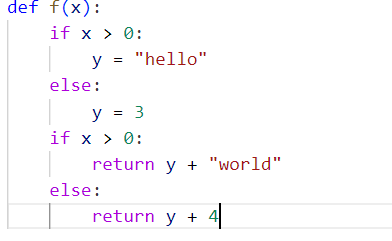 def f(x):
    if x > 0:
        y = "hello"
    else:
        y = 3
    if x > 0:
        return y + "world"
    else:
        return y + 4